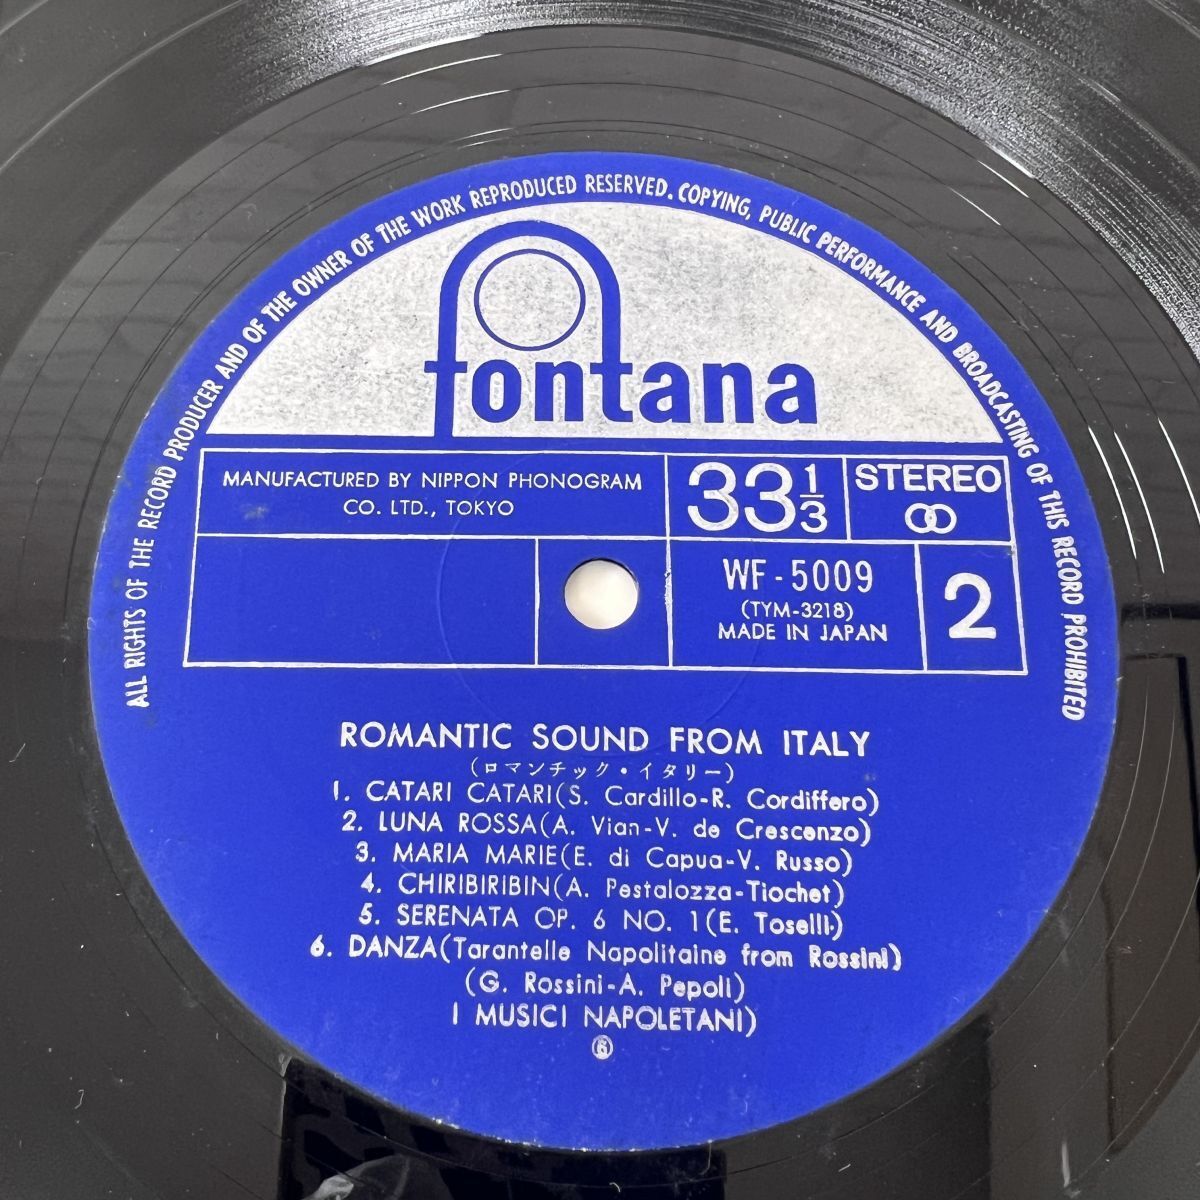 ALL RIGHTS OF THE RECORD PRODUCER AND OF THE OWNER OF THE WORK REPRODUCED RESERVED. COPYING, PUBLIC PERFORMANCE AND BROADCASTING OF THIS RECORD PROHIBITED
fontana
MANUFACTURED BY NIPPON PHONOGRAM
CO. LTD., TOKYO
33 1/3
STEREO
WF-5009
(TYM-3218)
MADE IN JAPAN
2
ROMANTIC SOUND FROM ITALY
(ロマンチック・イタリー)
1. CATARI CATARI(S. Cardillo-R. Cordiffero)
2. LUNA ROSSA(A. Vian-V. de Crescenzo)
3. MARIA MARIE(E. di Capua-V. Russo)
4. CHIRIBIRIBIN(A. Pestalozza-Tiochet)
5. SERENATA OP. 6 NO. 1(E. Toselli)
6. DANZA(Tarantelle Napolitaine from Rossini)
(G. Rossini-A. Pepoli)
I MUSICI NAPOLETANI)